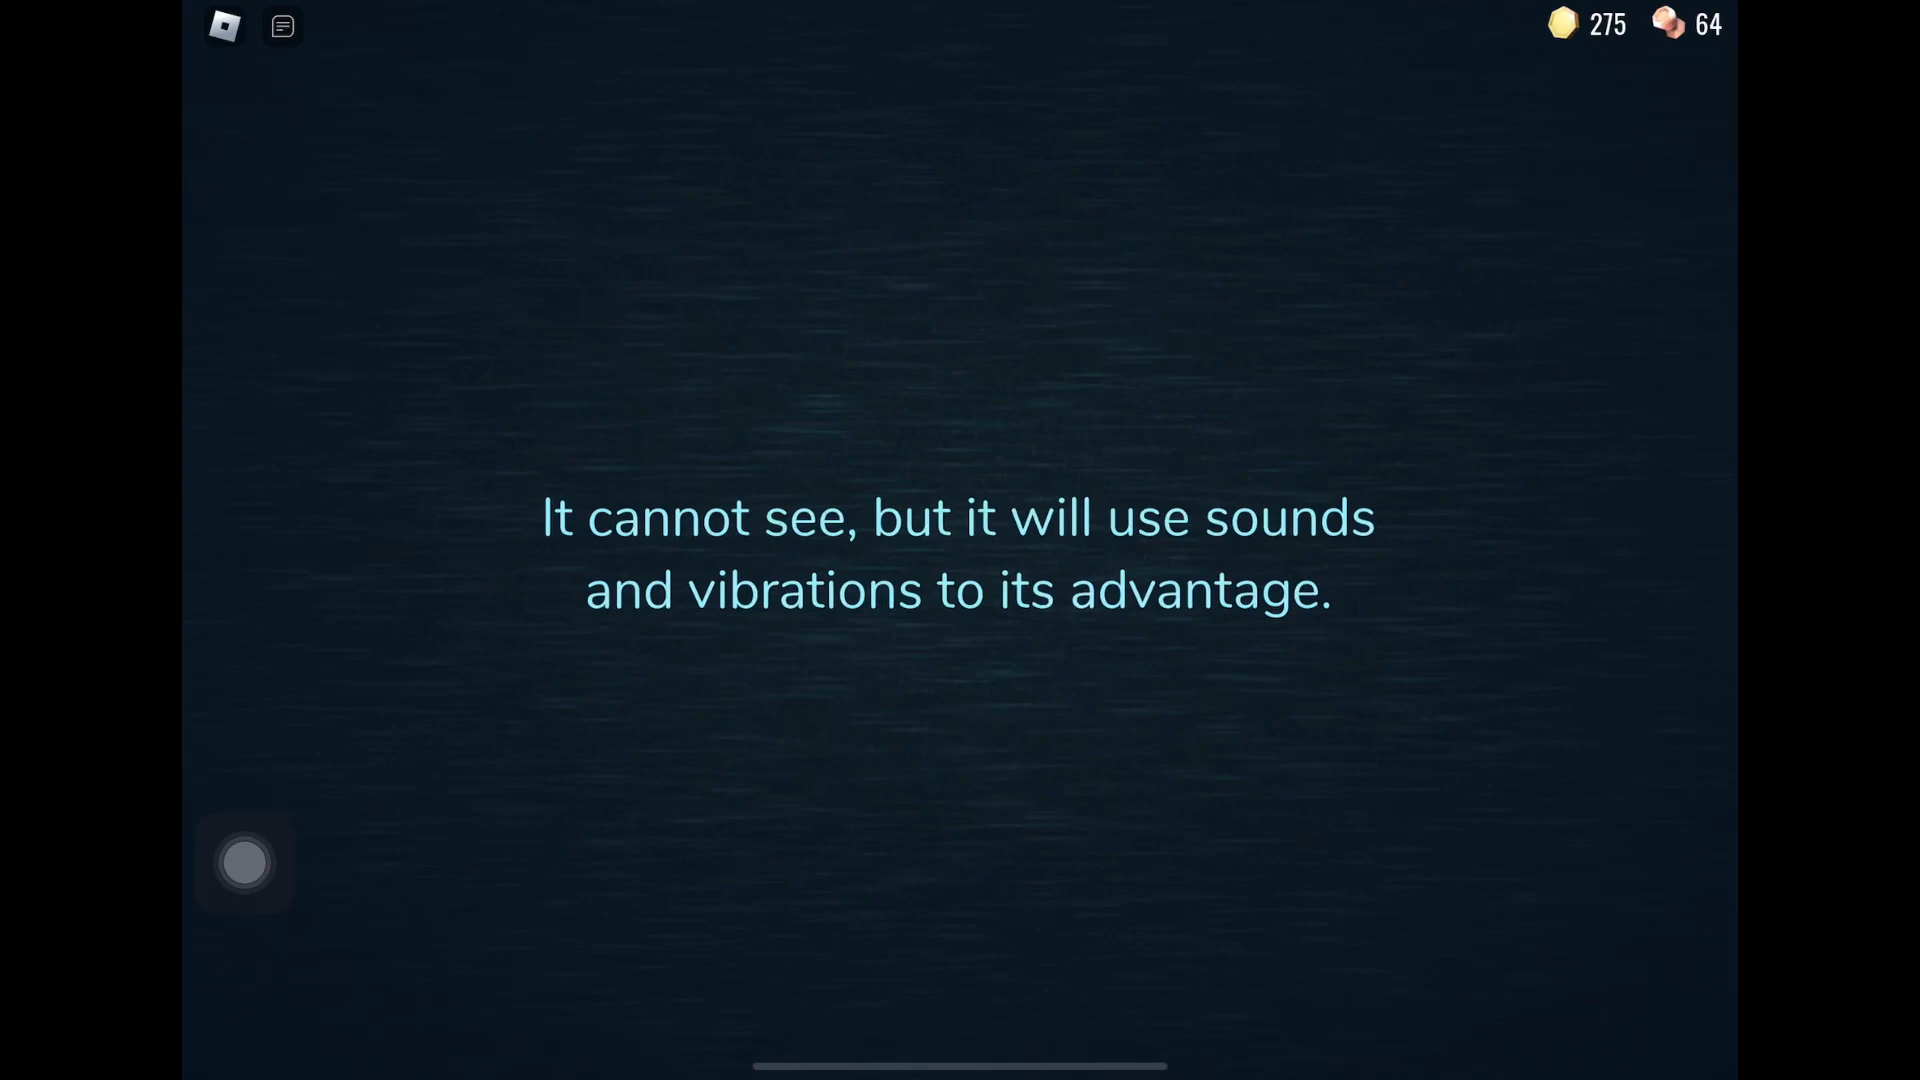 275 64
It cannot see, but it will use sounds
and vibrations to its advantage.